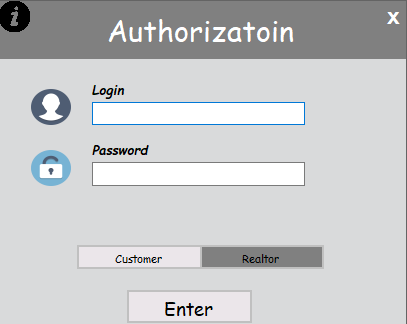 i
Authorizatoin
x
Login
Password
Customer
Realtor
Enter